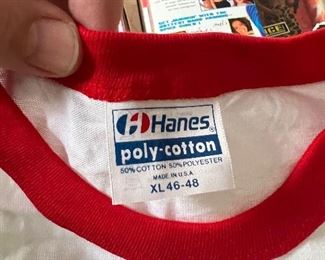 Hanes®
poly-cotton
50% COTTON 50% POLYESTER
MADE IN U.S.A
XL 46-48